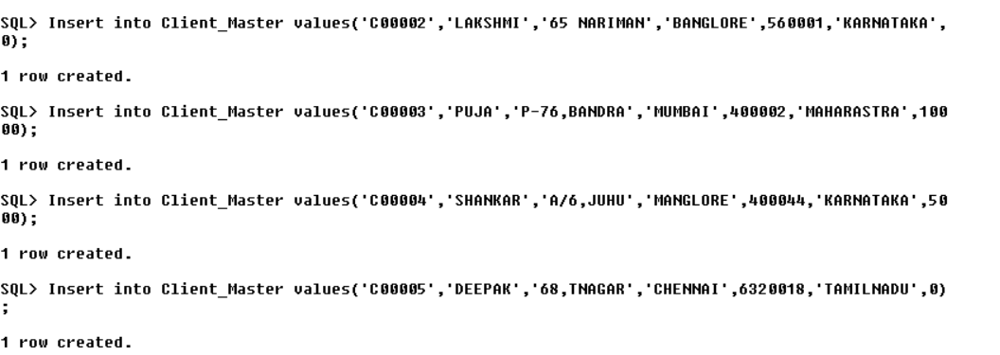 SQL> Insert into Client_Master values('C00002','LAKSHMI','65 NARIMAN','BANGLORE',560001,'KARNATAKA',
0);
1 row created.
SQL> Insert into Client_Master values('C00003','PUJA','P-76,BANDRA','MUMBAI',400002,'MAHARASTRA',100
00);
1 row created.
SQL> Insert into Client_Master values('C00004','SHANKAR','A/6,JUHU','MANGLORE',400044,'KARNATAKA',50
00);
1 row created.
SQL> Insert into Client_Master values('C00005','DEEPAK','68,TNAGAR','CHENNAI',6320018,'TAMILNADU',0)
;
1 row created.